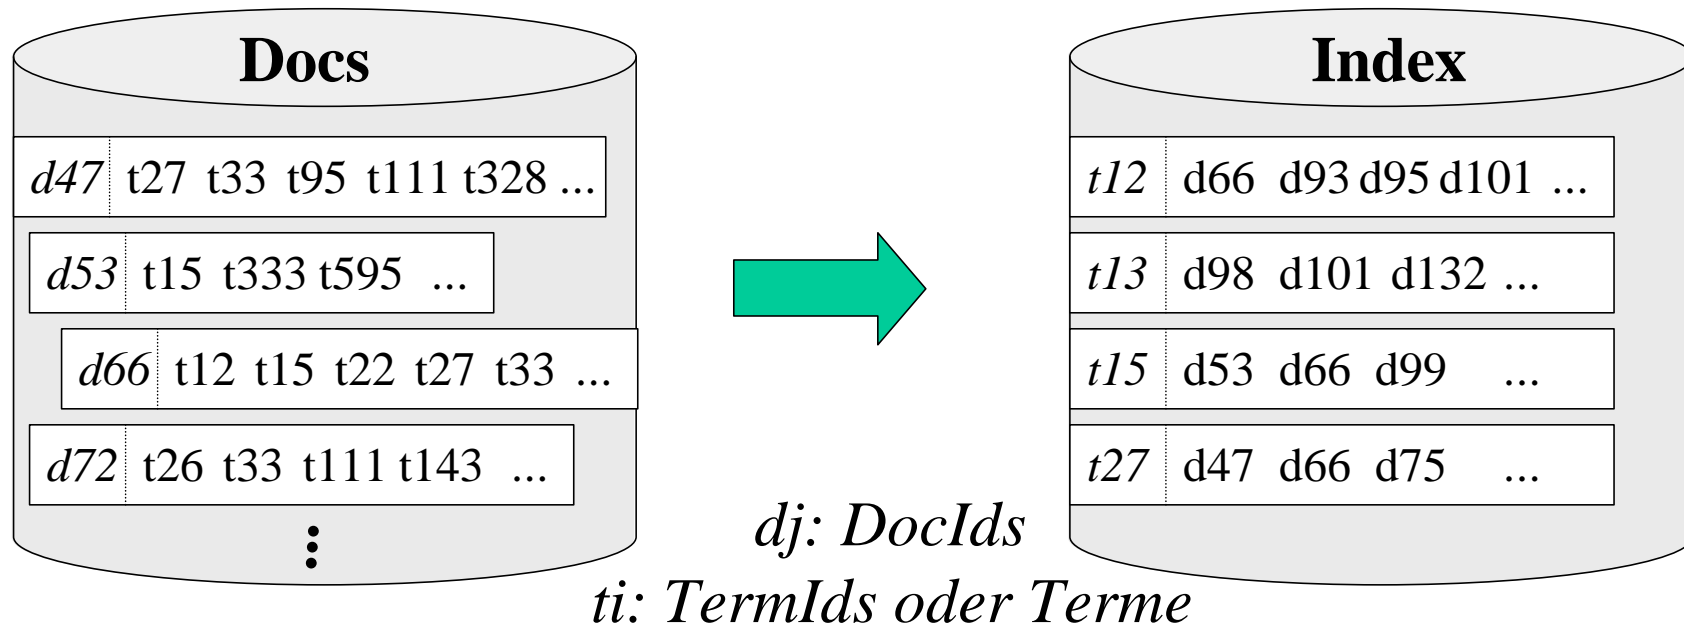 Docs
d47 t27 t33 t95 t111 t328 ...
d53 t15 t333 t595 ...
d66 t12 t15 t22 t27 t33 ...
d72 t26 t33 t111 t143 ...
Index
t12 d66 d93 d95 d101 ...
t13 d98 d101 d132 ...
t15 d53 d66 d99 ...
t27 d47 d66 d75 ...
dj: DocIds
ti: TermIds oder Terme